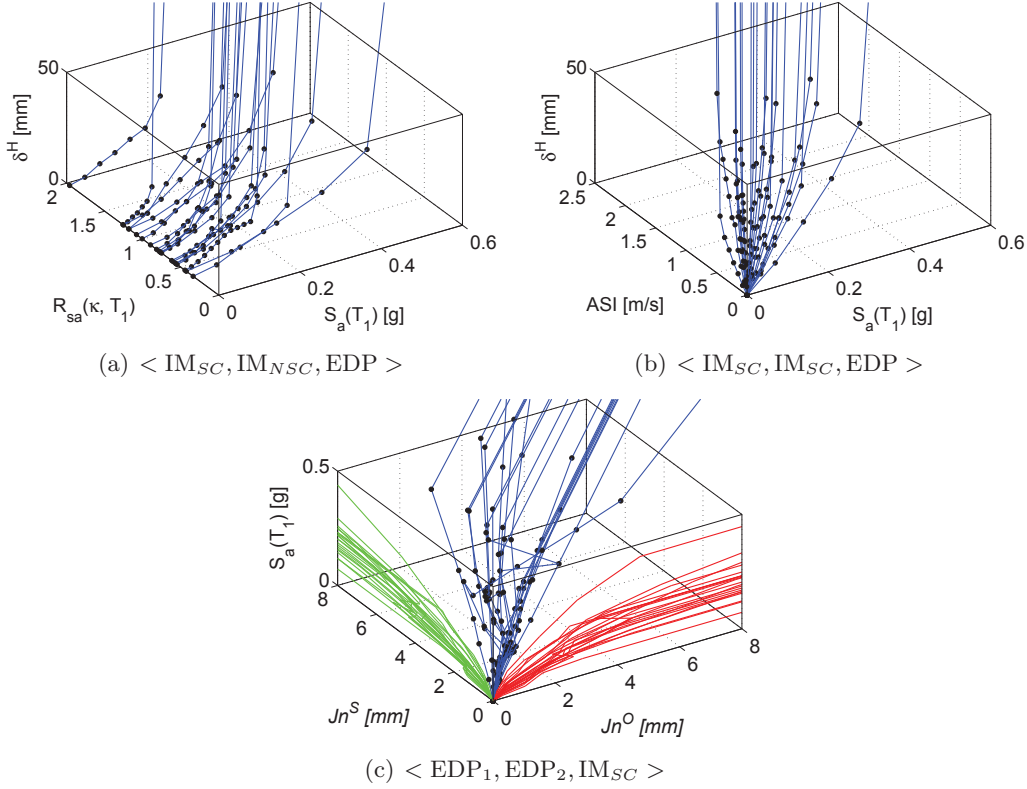 50
δ^H [mm]
0
2
1.5
1
0.5
0
R_sa(κ, T_1)
0
0.2
0.4
0.6
S_a(T_1) [g]
(a) < IM_SC, IM_NSC, EDP >
50
δ^H [mm]
0
2.5
2
1.5
1
0.5
0
ASI [m/s]
0
0.2
0.4
0.6
S_a(T_1) [g]
(b) < IM_SC, IM_SC, EDP >
0.5
S_a(T_1) [g]
0
8
6
4
2
0
Jn^S [mm]
0
2
4
6
8
Jn^O [mm]
(c) < EDP_1, EDP_2, IM_SC >